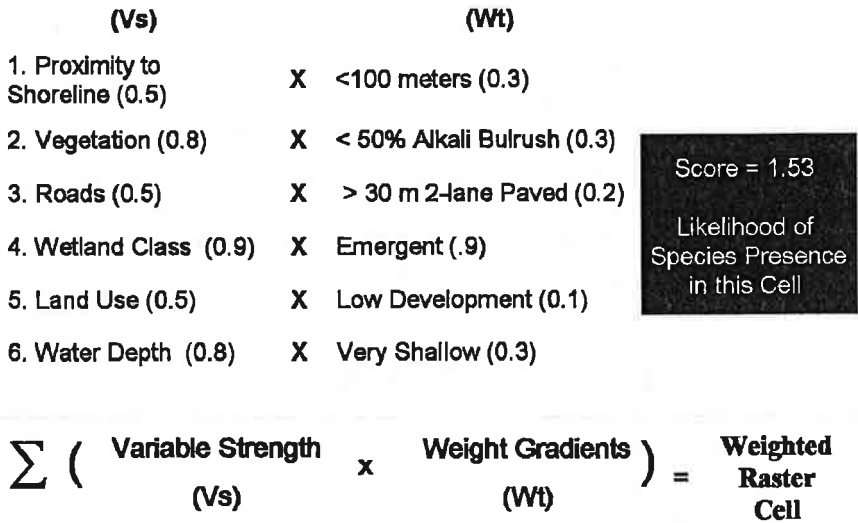 (Vs) (Wt)
1. Proximity to
Shoreline (0.5) X <100 meters (0.3)
2. Vegetation (0.8) X < 50% Alkali Bulrush (0.3)
3. Roads (0.5) X > 30 m 2-lane Paved (0.2)
4. Wetland Class (0.9) X Emergent (.9)
5. Land Use (0.5) X Low Development (0.1)
6. Water Depth (0.8) X Very Shallow (0.3)
Score = 1.53
Likelihood of
Species Presence
in this Cell
∑ ( Variable Strength x Weight Gradients ) = Weighted
(Vs) (Wt) Raster
Cell